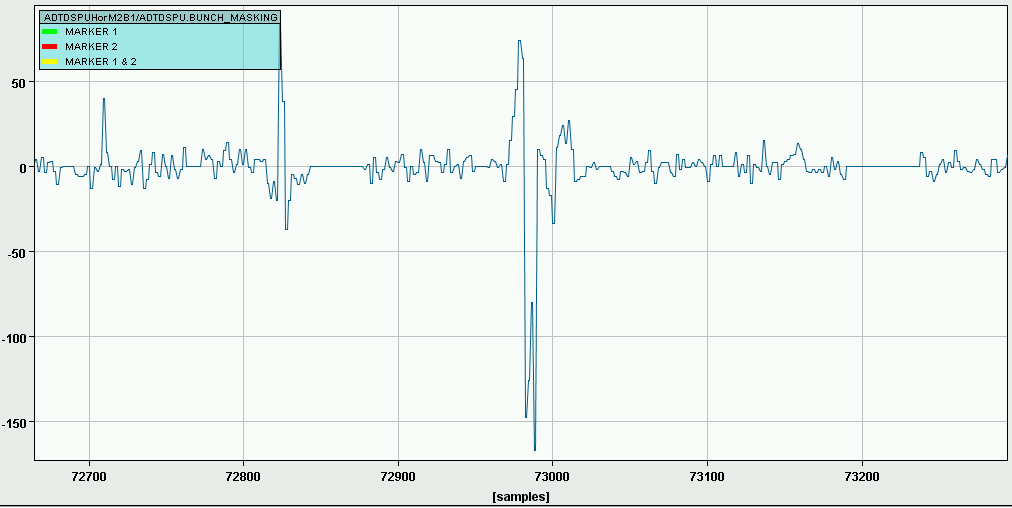 ADTDSPUHorM2B1/ADTDSPU.BUNCH_MASKING
MARKER 1
MARKER 2
MARKER 1 & 2
50
0
-50
-100
-150
72700 72800 72900 73000 73100 73200
[samples]